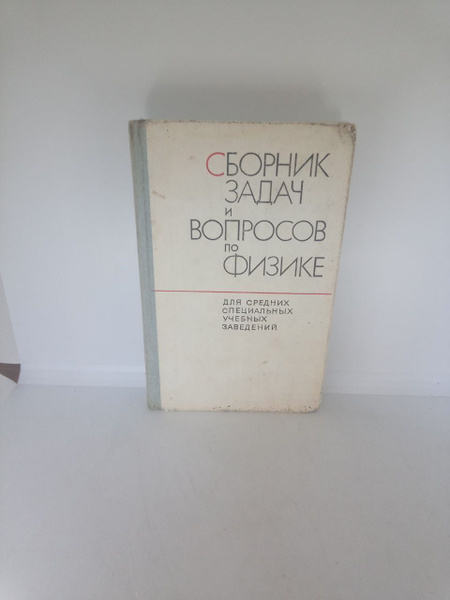 СБОРНИК
ЗАДАЧ
и
ВОПРОСОВ
по
ФИЗИКЕ
ДЛЯ СРЕДНИХ
СПЕЦИАЛЬНЫХ
УЧЕБНЫХ
ЗАВЕДЕНИЙ